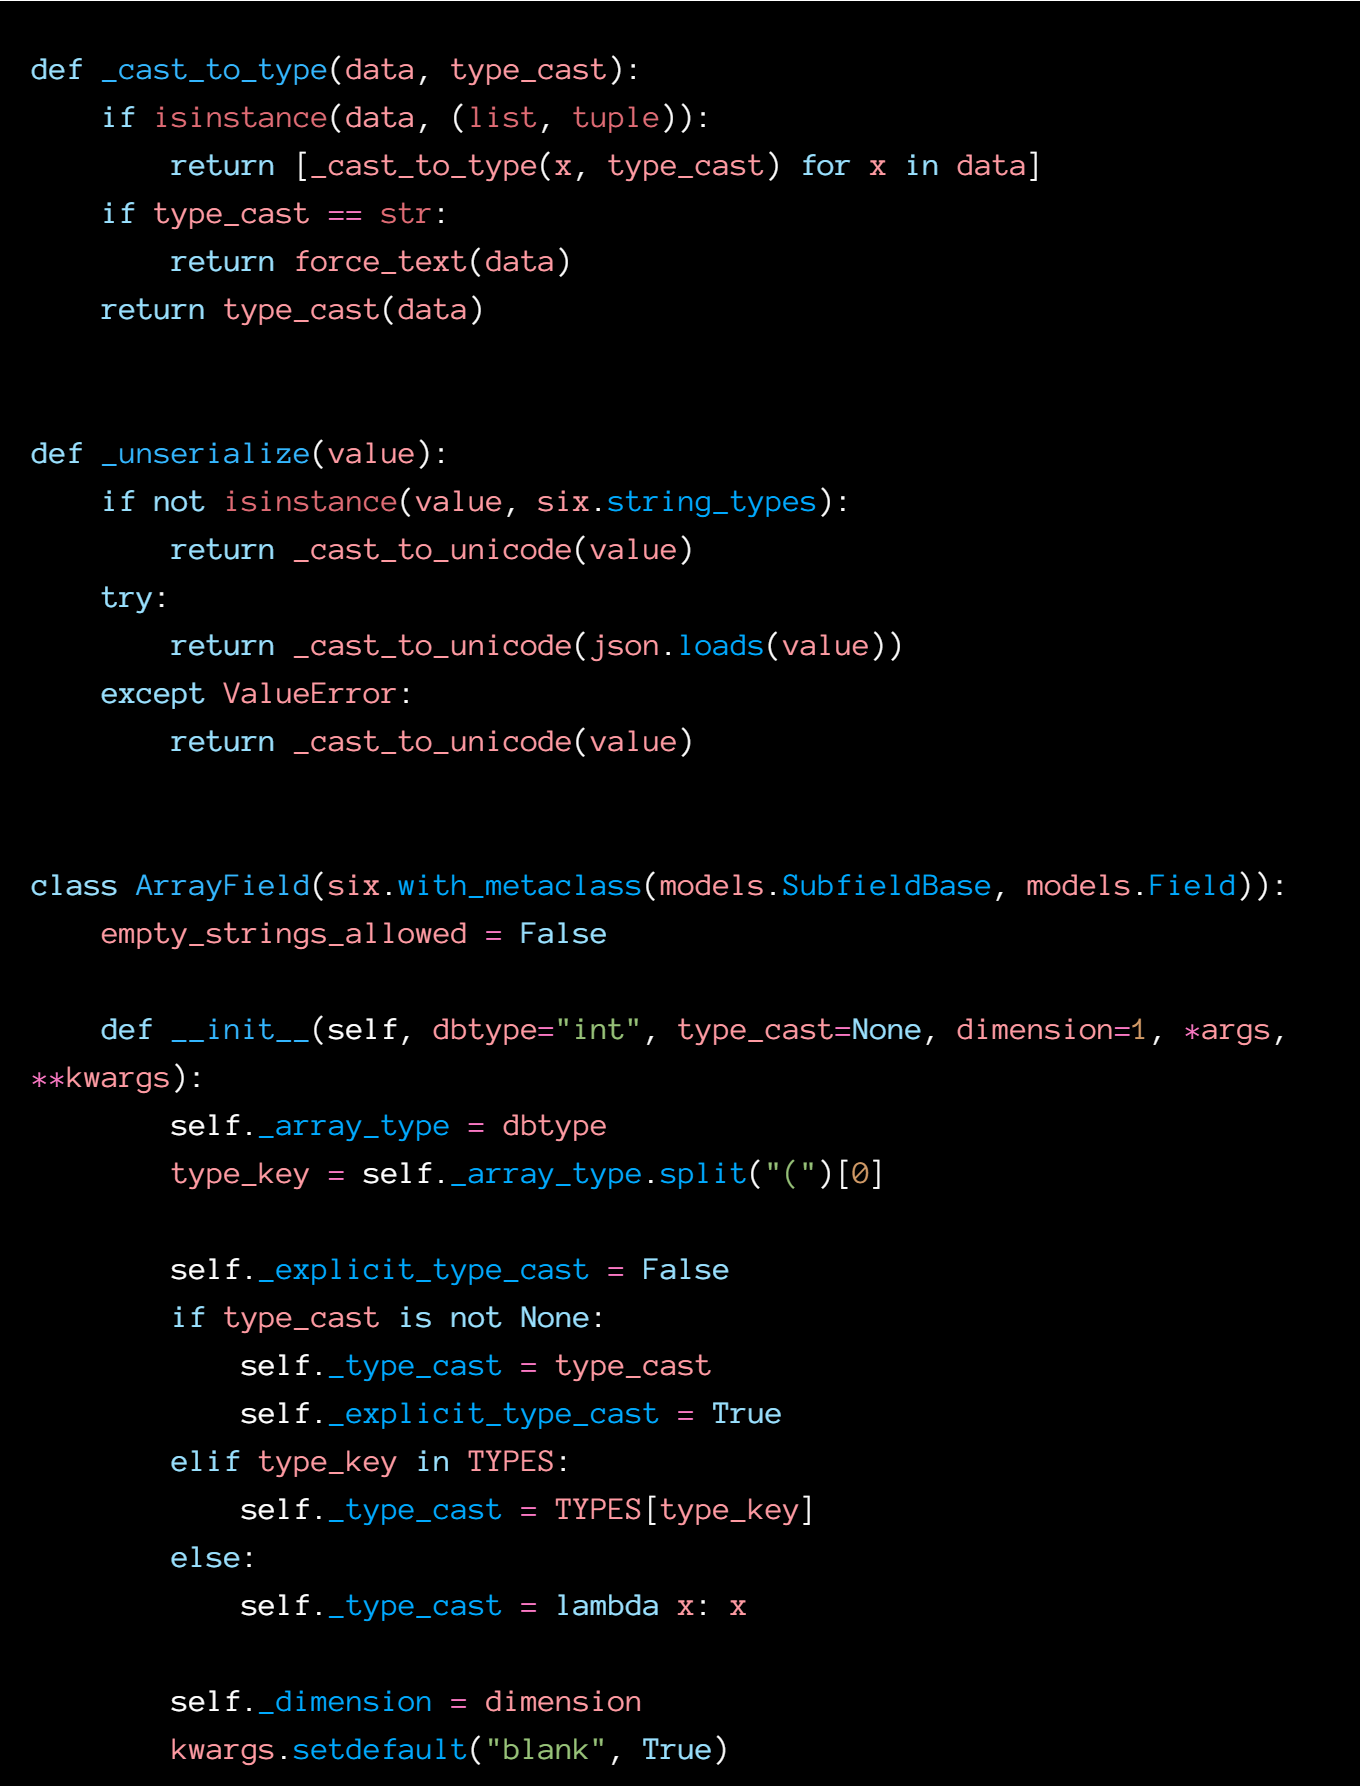 def _cast_to_type(data, type_cast):
    if isinstance(data, (list, tuple)):
        return [_cast_to_type(x, type_cast) for x in data]
    if type_cast == str:
        return force_text(data)
    return type_cast(data)
def _unserialize(value):
    if not isinstance(value, six.string_types):
        return _cast_to_unicode(value)
    try:
        return _cast_to_unicode(json.loads(value))
    except ValueError:
        return _cast_to_unicode(value)
class ArrayField(six.with_metaclass(models.SubfieldBase, models.Field)):
    empty_strings_allowed = False
    def __init__(self, dbtype="int", type_cast=None, dimension=1, *args,
**kwargs):
        self._array_type = dbtype
        type_key = self._array_type.split("(")[0]
        self._explicit_type_cast = False
        if type_cast is not None:
            self._type_cast = type_cast
            self._explicit_type_cast = True
        elif type_key in TYPES:
            self._type_cast = TYPES[type_key]
        else:
            self._type_cast = lambda x: x
        self._dimension = dimension
        kwargs.setdefault("blank", True)